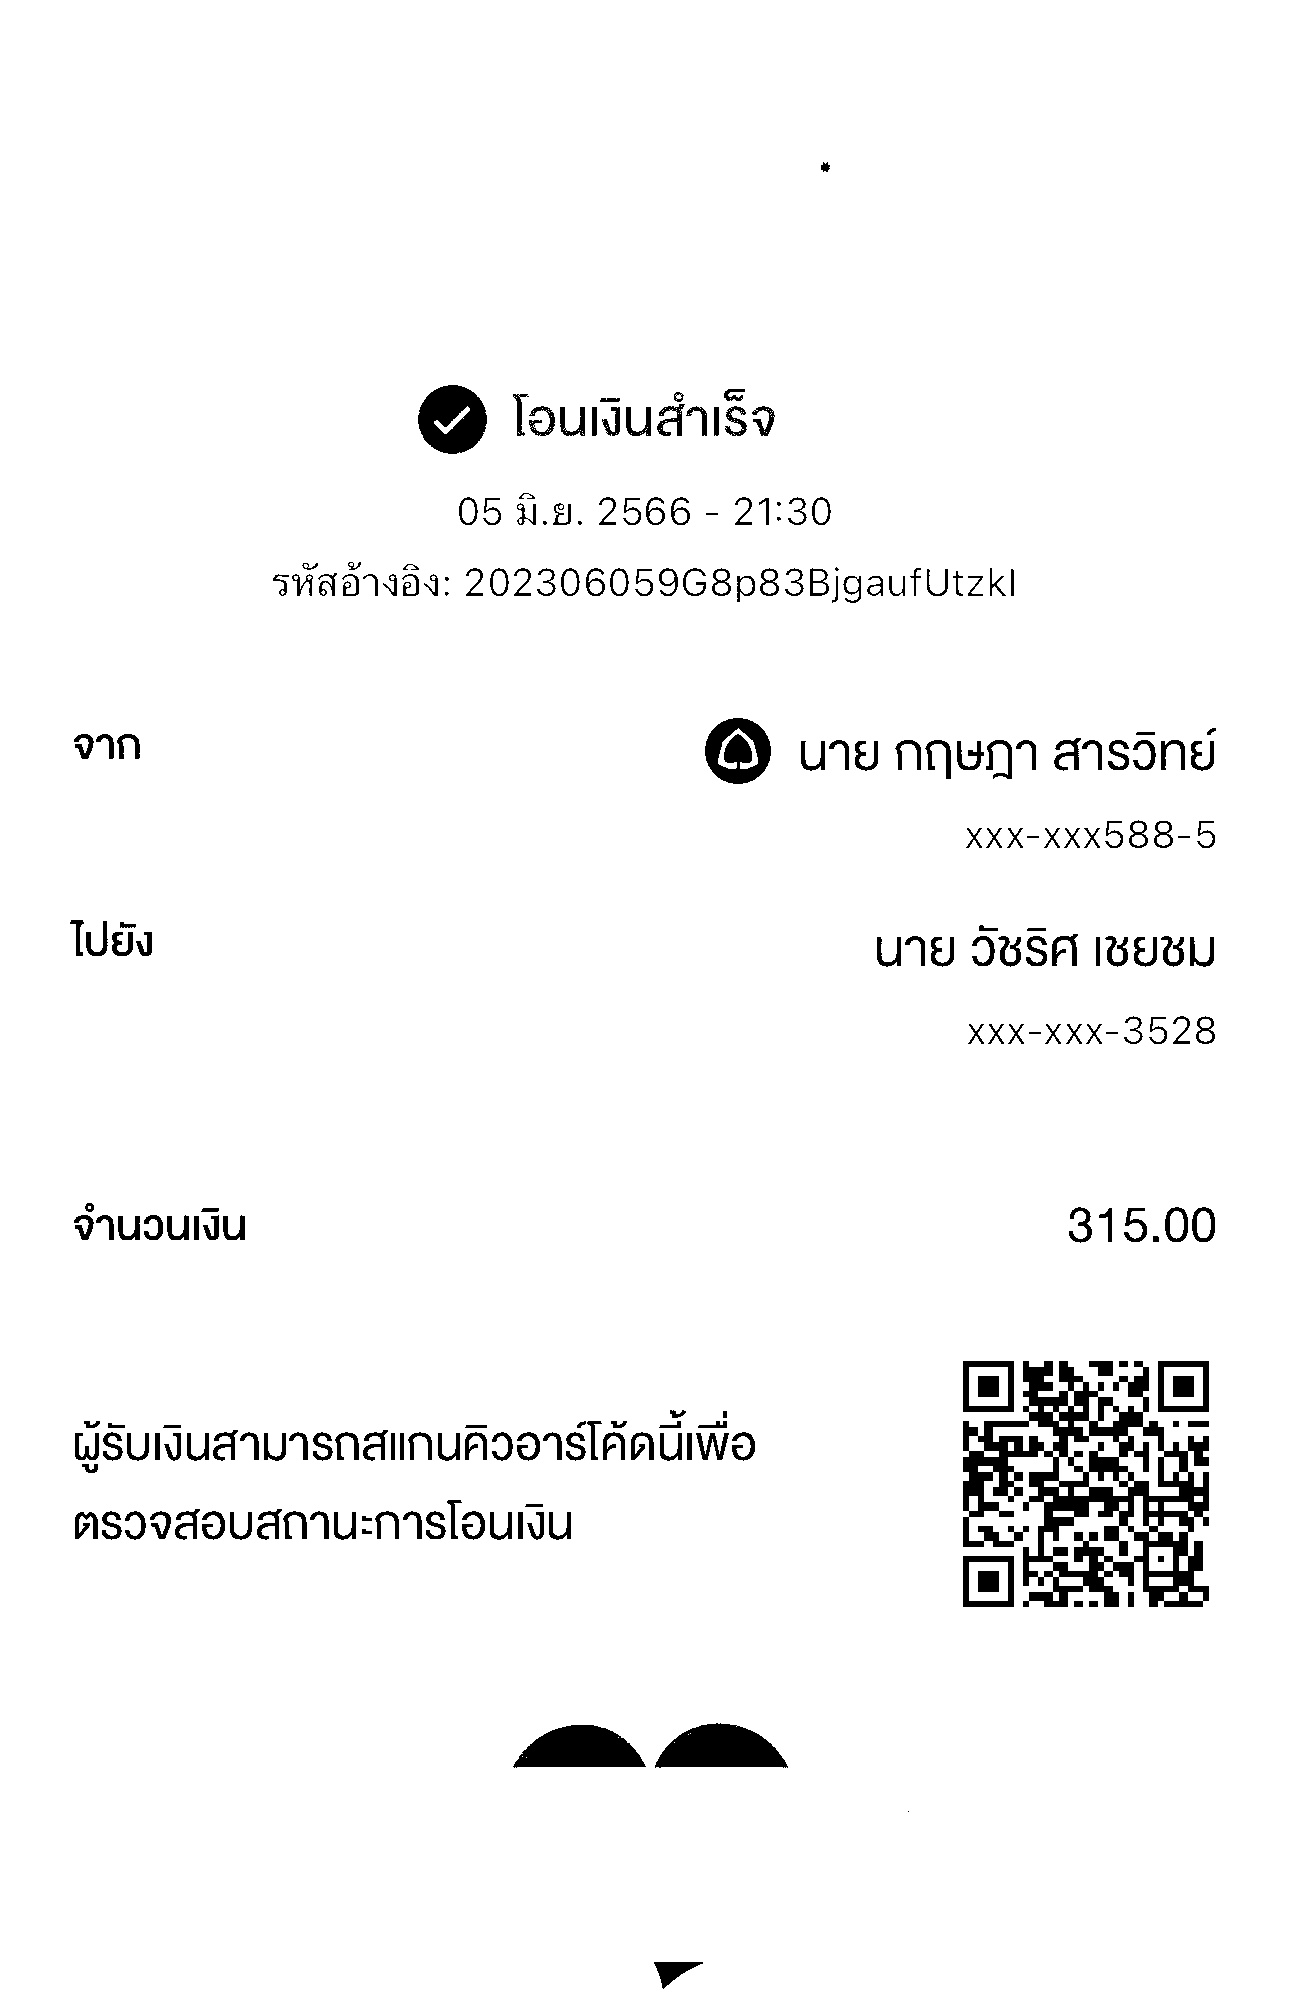 โอนเงินสำเร็จ
05 มิ.ย. 2566 - 21:30
รหัสอ้างอิง: 202306059G8p83BjgaufUtzkI
จาก
นาย กฤษฎา สารวิทย์
xxx-xxx588-5
ไปยัง
นาย วัชริศ เชยชม
xxx-xxx-3528
จำนวนเงิน
315.00
ผู้รับเงินสามารถสแกนคิวอาร์โค้ดนี้เพื่อ
ตรวจสอบสถานะการโอนเงิน